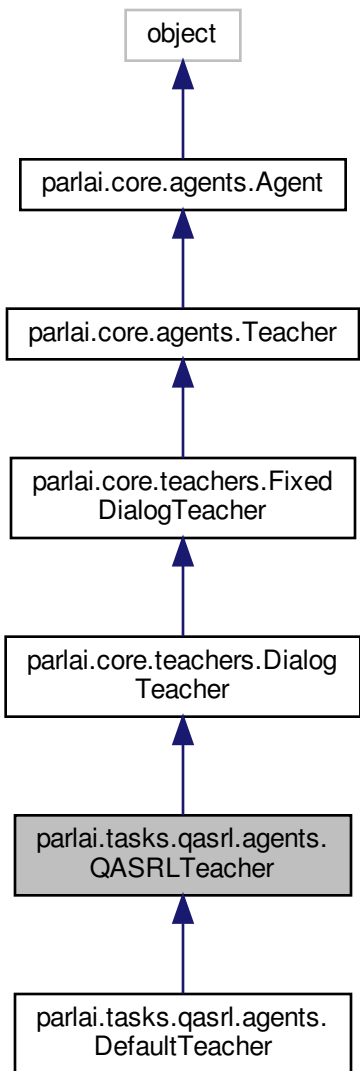 object
parlai.core.agents.Agent
parlai.core.agents.Teacher
parlai.core.teachers.Fixed
DialogTeacher
parlai.core.teachers.Dialog
Teacher
parlai.tasks.qasrl.agents.
QASRLTeacher
parlai.tasks.qasrl.agents.
DefaultTeacher